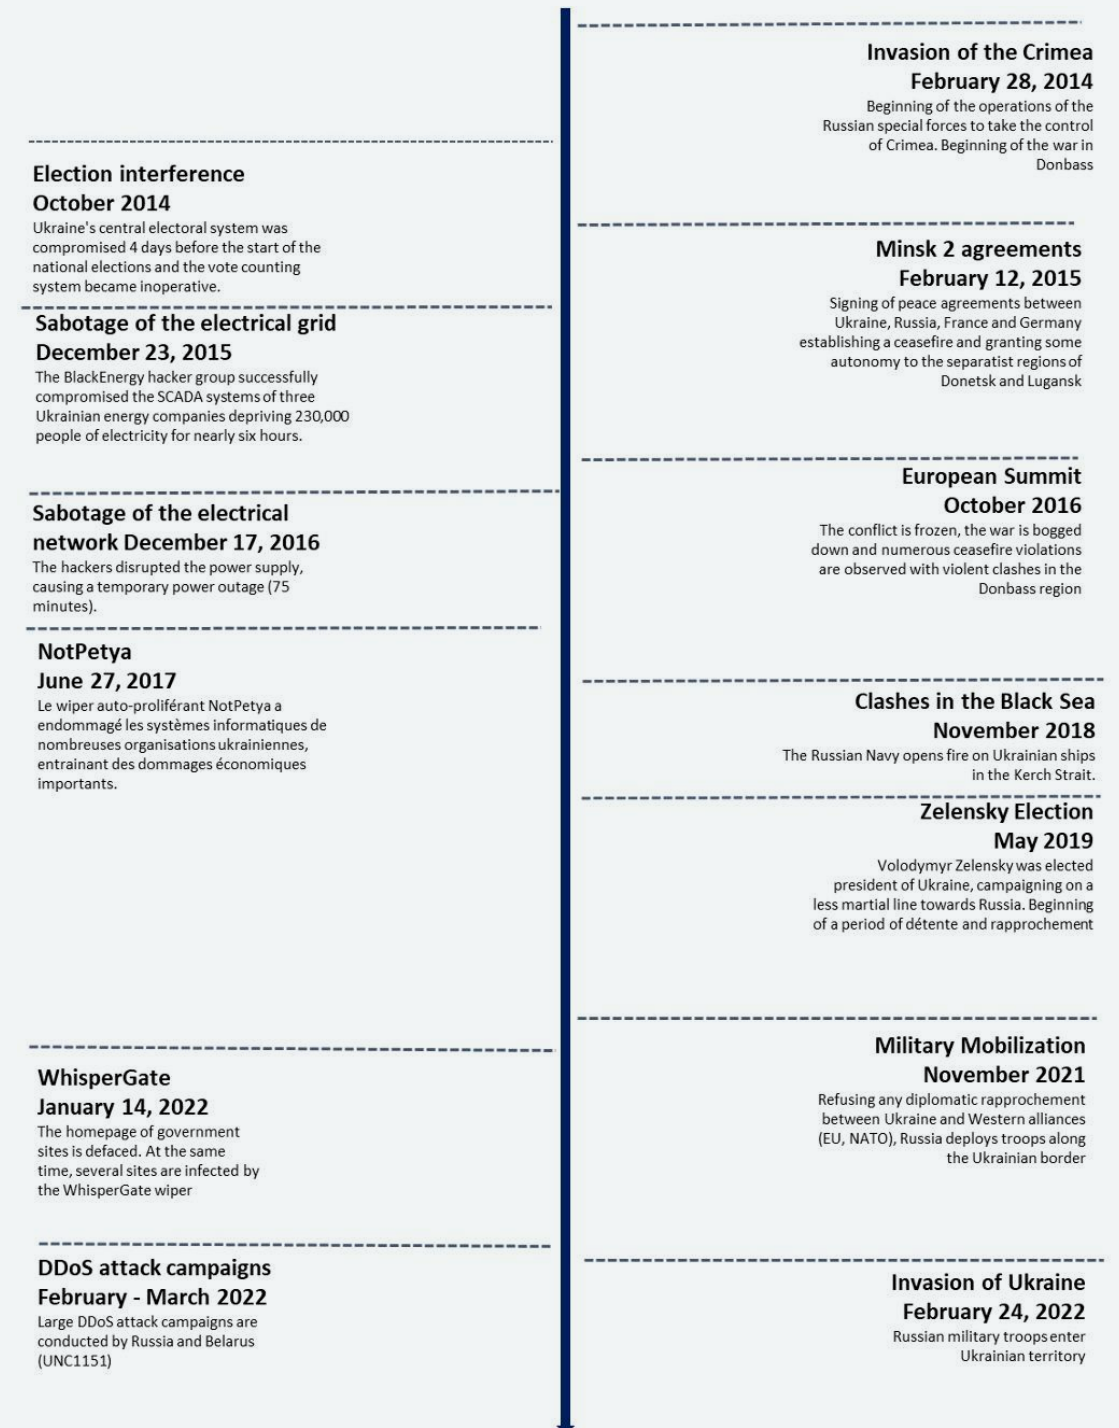 Invasion of the Crimea
February 28, 2014
Beginning of the operations of the
Russian special forces to take the control
of Crimea. Beginning of the war in
Donbass
Election interference
October 2014
Ukraine's central electoral system was
compromised 4 days before the start of the
national elections and the vote counting
system became inoperative.
Minsk 2 agreements
February 12, 2015
Signing of peace agreements between
Ukraine, Russia, France and Germany
establishing a ceasefire and granting some
autonomy to the separatist regions of
Donetsk and Lugansk
Sabotage of the electrical grid
December 23, 2015
The BlackEnergy hacker group successfully
compromised the SCADA systems of three
Ukrainian energy companies depriving 230,000
people of electricity for nearly six hours.
European Summit
October 2016
The conflict is frozen, the war is bogged
down and numerous ceasefire violations
are observed with violent clashes in the
Donbass region
Sabotage of the electrical
network December 17, 2016
The hackers disrupted the power supply,
causing a temporary power outage (75
minutes).
NotPetya
June 27, 2017
Le wiper auto-proliférant NotPetya a
endommagé les systèmes informatiques de
nombreuses organisations ukrainiennes,
entrainant des dommages économiques
importants.
Clashes in the Black Sea
November 2018
The Russian Navy opens fire on Ukrainian ships
in the Kerch Strait.
Zelensky Election
May 2019
Volodymyr Zelensky was elected
president of Ukraine, campaigning on a
less martial line towards Russia. Beginning
of a period of détente and rapprochement
Military Mobilization
November 2021
Refusing any diplomatic rapprochement
between Ukraine and Western alliances
(EU, NATO), Russia deploys troops along
the Ukrainian border
WhisperGate
January 14, 2022
The homepage of government
sites is defaced. At the same
time, several sites are infected by
the WhisperGate wiper
DDoS attack campaigns
February - March 2022
Large DDoS attack campaigns are
conducted by Russia and Belarus
(UNC1151)
Invasion of Ukraine
February 24, 2022
Russian military troops enter
Ukrainian territory